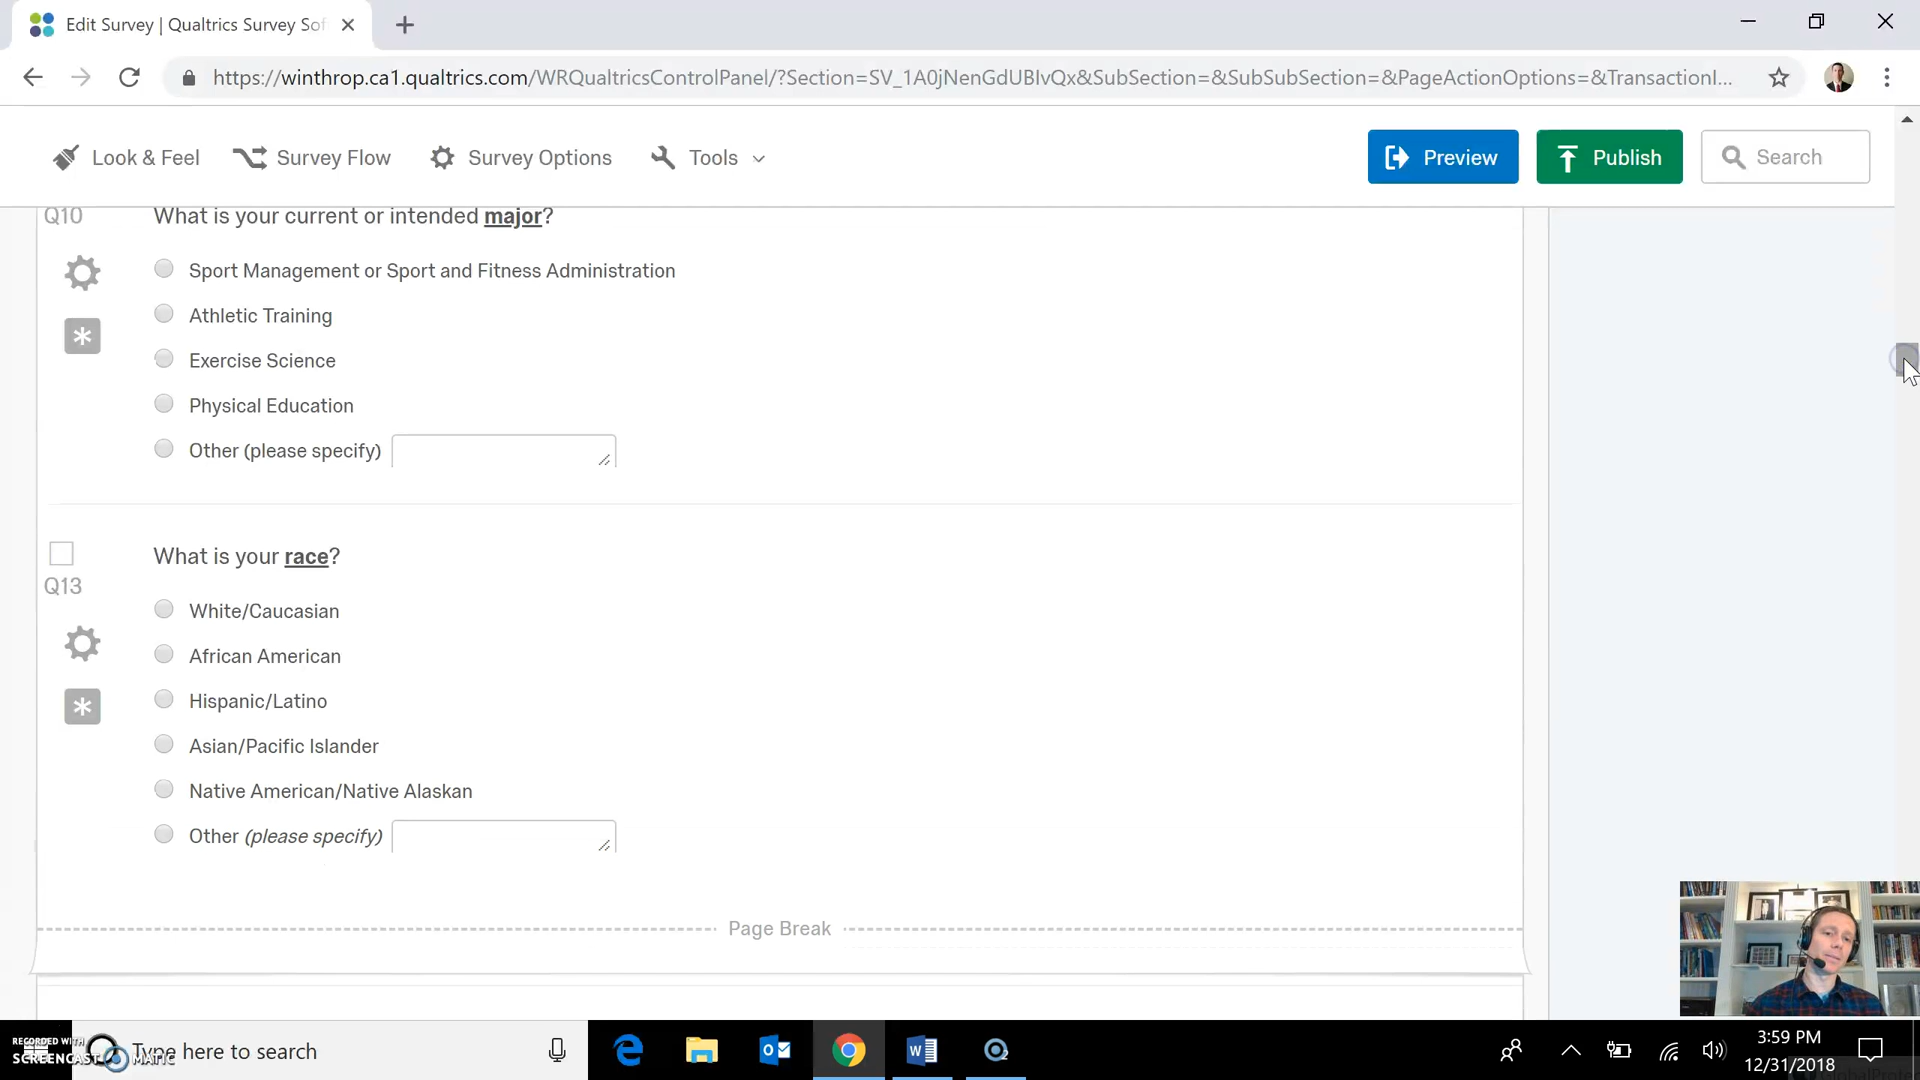 Edit Survey | Qualtrics Survey Sof
https://winthrop.ca1.qualtrics.com/WRQualtricsControlPanel/?Section=SV_1A0jNenGdUBIvQx&SubSection=&SubSubSection=&PageActionOptions=&TransactionI...
Look & Feel
Survey Flow
Survey Options
Tools
Preview
Publish
Search
Q10
What is your current or intended major?
Sport Management or Sport and Fitness Administration
Athletic Training
Exercise Science
Physical Education
Other (please specify)
Q13
What is your race?
White/Caucasian
African American
Hispanic/Latino
Asian/Pacific Islander
Native American/Native Alaskan
Other (please specify)
Page Break
RECORDED WITH
SCREENCAST MATIC
Type here to search
3:59 PM
12/31/2018